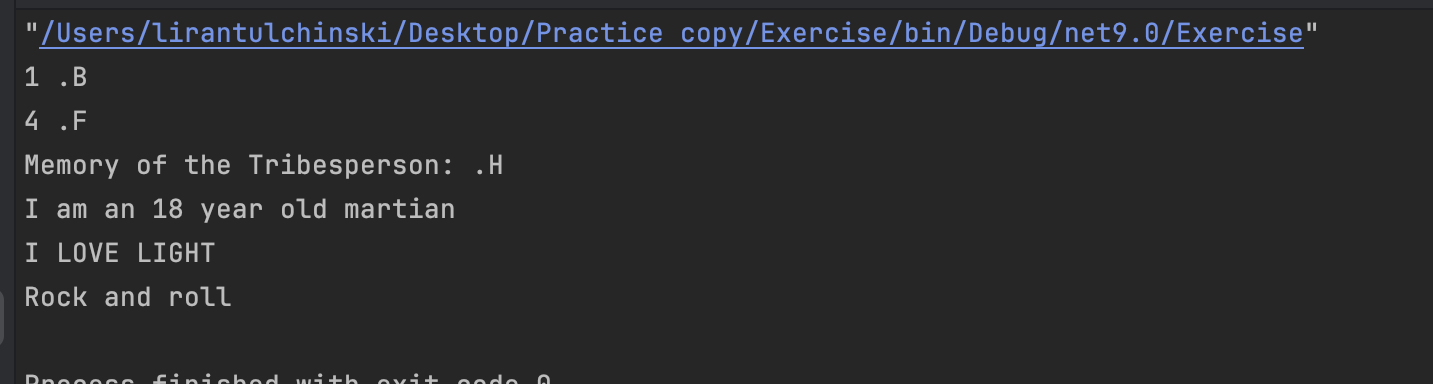 "/Users/lirantulchinski/Desktop/Practice copy/Exercise/bin/Debug/net9.0/Exercise"
1 .B
4 .F
Memory of the Tribesperson: .H
I am an 18 year old martian
I LOVE LIGHT
Rock and roll
Process finished with exit code 0